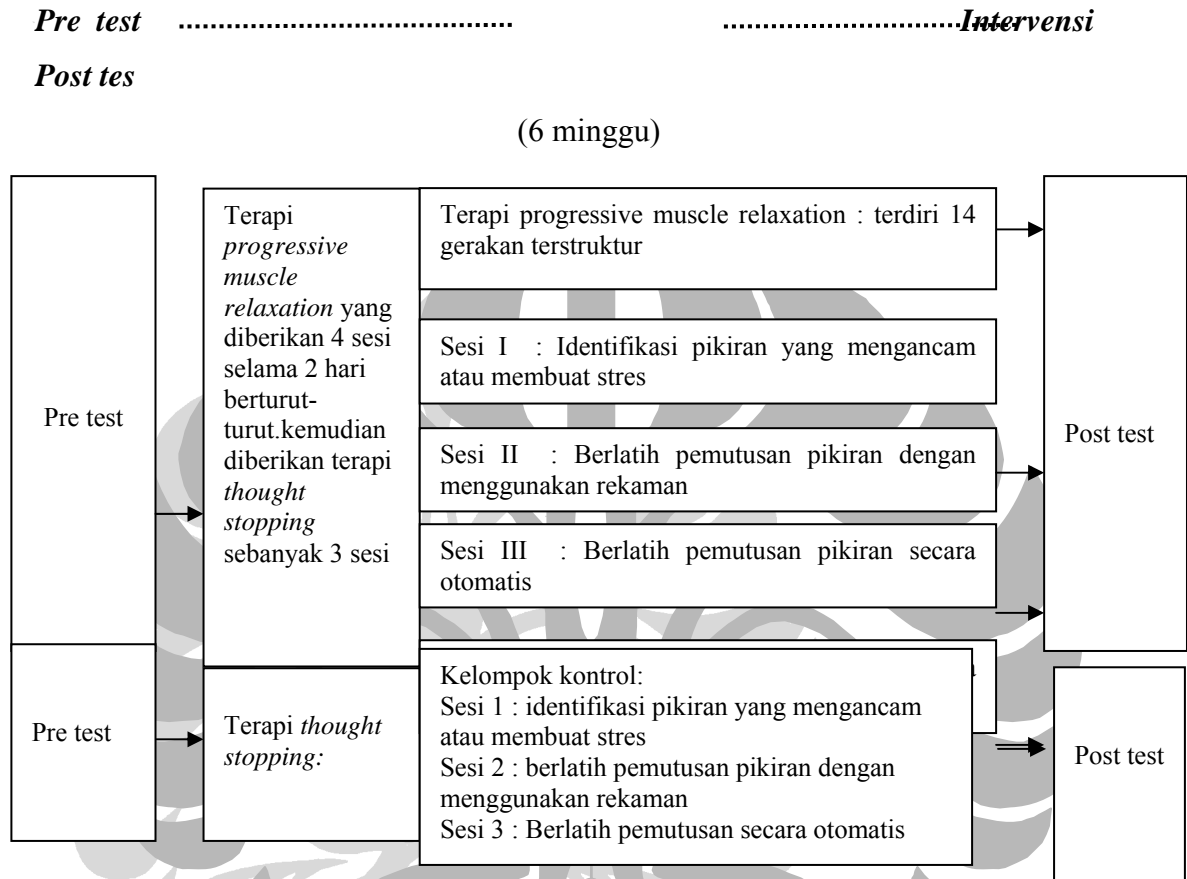 Pre test ........................................ ............................Intervensi
Post tes
(6 minggu)
Pre test
Terapi
progressive
muscle
relaxation yang
diberikan 4 sesi
selama 2 hari
berturut-
turut.kemudian
diberikan terapi
thought
stopping
sebanyak 3 sesi
Terapi progressive muscle relaxation : terdiri 14
gerakan terstruktur
Sesi I : Identifikasi pikiran yang mengancam
atau membuat stres
Sesi II : Berlatih pemutusan pikiran dengan
menggunakan rekaman
Sesi III : Berlatih pemutusan pikiran secara
otomatis
Post test
Pre test
Terapi thought
stopping:
Kelompok kontrol:
Sesi 1 : identifikasi pikiran yang mengancam
atau membuat stres
Sesi 2 : berlatih pemutusan pikiran dengan
menggunakan rekaman
Sesi 3 : Berlatih pemutusan secara otomatis
Post test